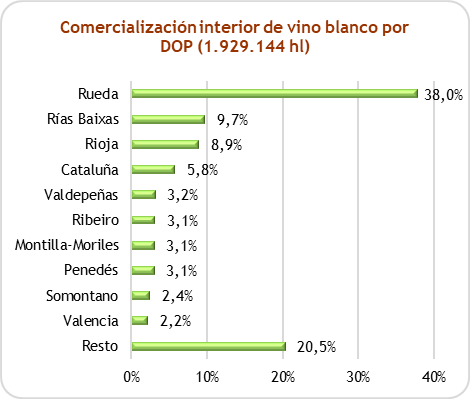 Comercialización interior de vino blanco por
DOP (1.929.144 hl)
Rueda 38,0%
Rías Baixas 9,7%
Rioja 8,9%
Cataluña 5,8%
Valdepeñas 3,2%
Ribeiro 3,1%
Montilla-Moriles 3,1%
Penedés 3,1%
Somontano 2,4%
Valencia 2,2%
Resto 20,5%
0% 10% 20% 30% 40%